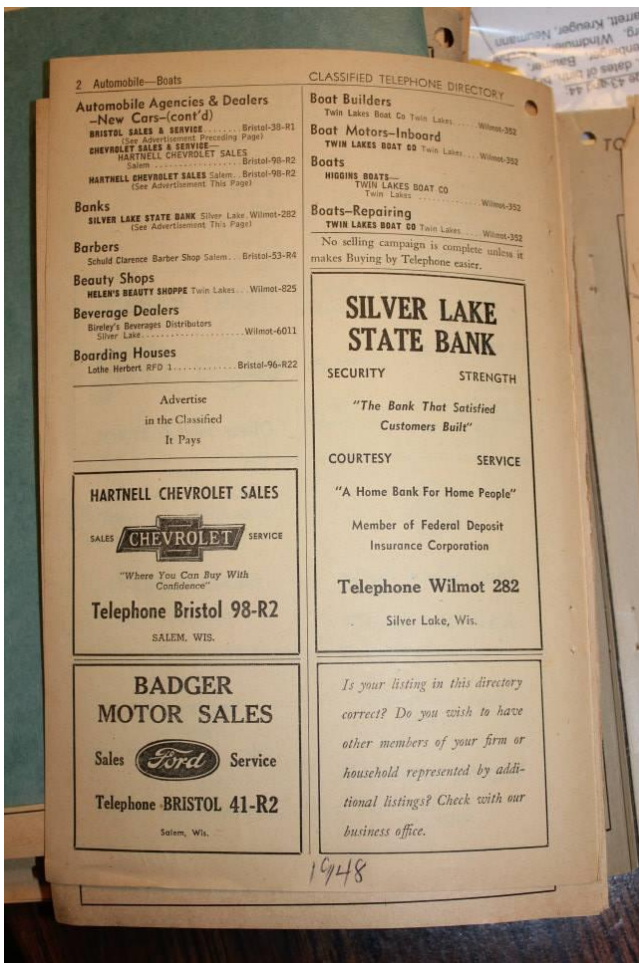 2 Automobile—Boats
CLASSIFIED TELEPHONE DIRECTORY
Automobile Agencies & Dealers
—New Cars—(cont'd)
BRISTOL SALES & SERVICE........Bristol-38-R1
(See Advertisement Preceding Page)
CHEVROLET SALES & SERVICE—
HARTNELL CHEVROLET SALES
Salem ........................Bristol-98-R2
HARTNELL CHEVROLET SALES Salem..Bristol-98-R2
(See Advertisement This Page)
Banks
SILVER LAKE STATE BANK Silver Lake.Wilmot-282
(See Advertisement This Page)
Barbers
Schuld Clarence Barber Shop Salem...Bristol-53-R4
Beauty Shops
HELEN'S BEAUTY SHOPPE Twin Lakes...Wilmot-825
Beverage Dealers
Bireley's Beverages Distributors
Silver Lake......................Wilmot-6011
Boarding Houses
Lothe Herbert RFD 1.............Bristol-96-R22
Advertise
in the Classified
It Pays
HARTNELL CHEVROLET SALES
SALES CHEVROLET SERVICE
"Where You Can Buy With
Confidence"
Telephone Bristol 98-R2
SALEM, WIS.
BADGER
MOTOR SALES
Sales Ford Service
Telephone BRISTOL 41-R2
Salem, Wis.
Boat Builders
Twin Lakes Boat Co Twin Lakes....Wilmot-352
Boat Motors—Inboard
TWIN LAKES BOAT CO Twin Lakes....Wilmot-352
Boats
HIGGINS BOATS—
TWIN LAKES BOAT CO
Twin Lakes ..............Wilmot-352
Boats—Repairing
TWIN LAKES BOAT CO Twin Lakes....Wilmot-352
No selling campaign is complete unless it
makes Buying by Telephone easier.
SILVER LAKE
STATE BANK
SECURITY STRENGTH
"The Bank That Satisfied
Customers Built"
COURTESY SERVICE
"A Home Bank For Home People"
Member of Federal Deposit
Insurance Corporation
Telephone Wilmot 282
Silver Lake, Wis.
Is your listing in this directory
correct? Do you wish to have
other members of your firm or
household represented by addi-
tional listings? Check with our
business office.
1948